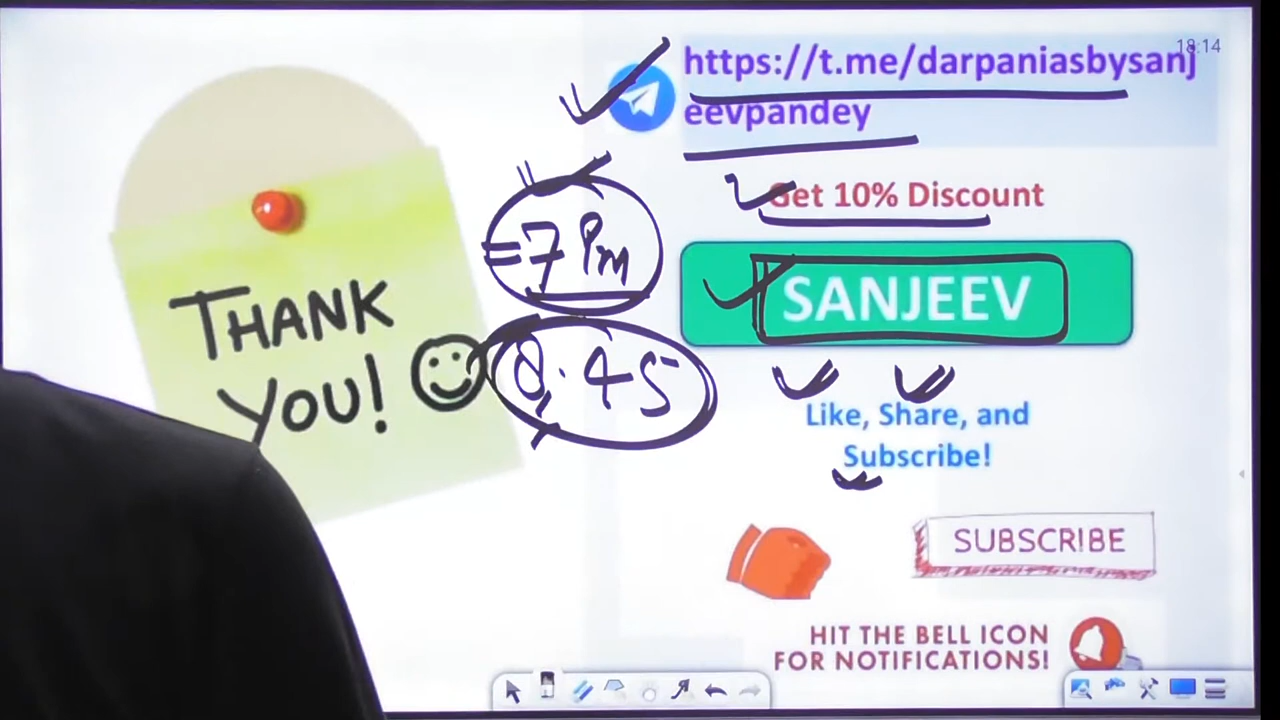 18:14
https://t.me/darpaniasbysanj
eevpandey
Get 10% Discount
= 7 Pm
SANJEEV
THANK
YOU!
8:45
Like, Share, and
Subscribe!
SUBSCRIBE
HIT THE BELL ICON
FOR NOTIFICATIONS!